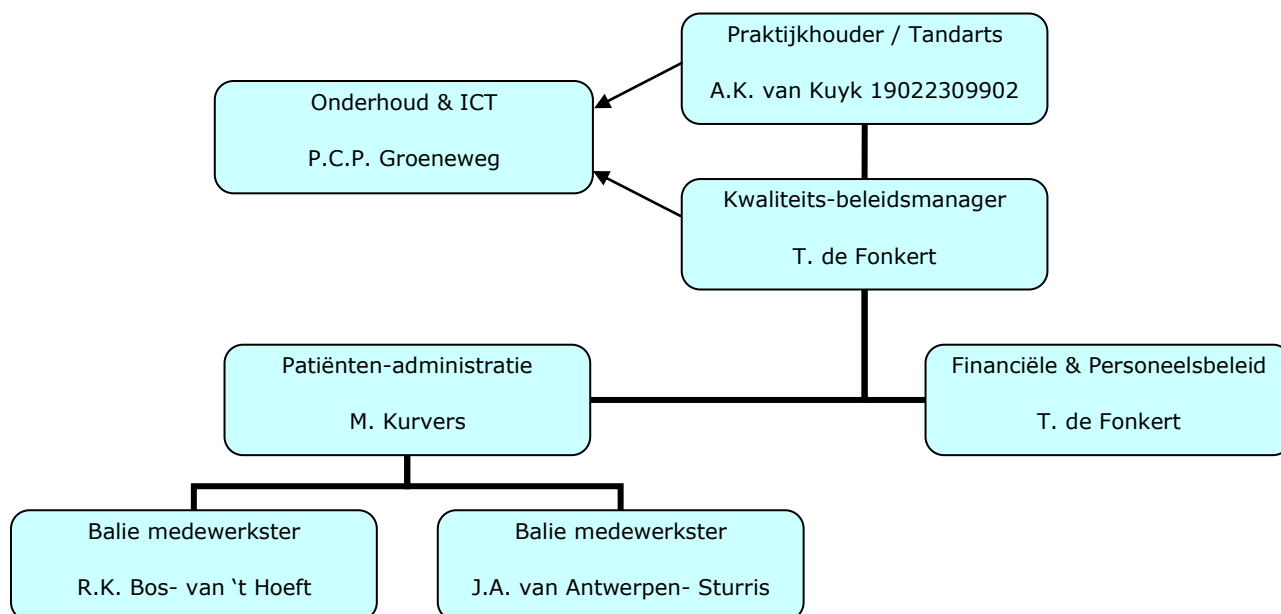 Praktijkhouder / Tandarts
A.K. van Kuyk 19022309902
Onderhoud & ICT
P.C.P. Groeneweg
Kwaliteits-beleidsmanager
T. de Fonkert
Patiënten-administratie
M. Kurvers
Financiële & Personeelsbeleid
T. de Fonkert
Balie medewerkster
R.K. Bos- van ‘t Hoeft
Balie medewerkster
J.A. van Antwerpen- Sturris